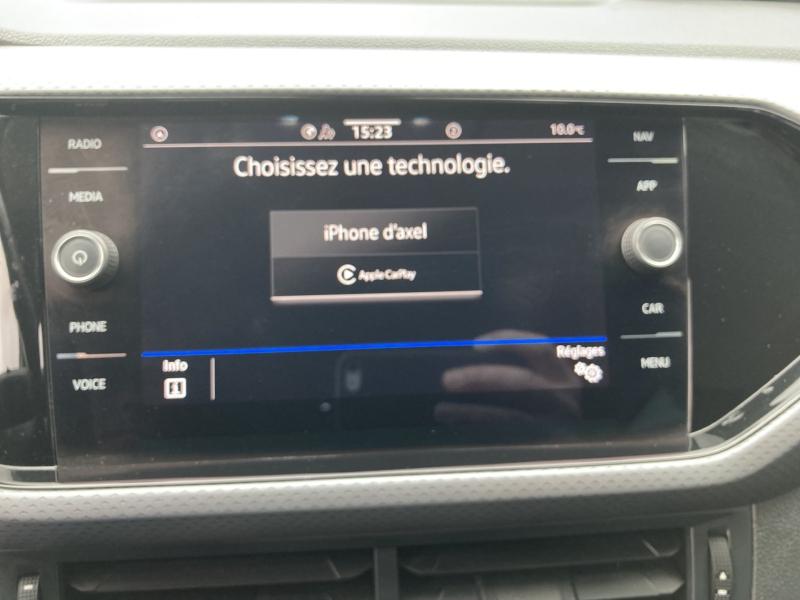 RADIO
15:23
10.0°C
NAV
Choisissez une technologie.
MEDIA
APP
iPhone d'axel
Apple CarPlay
PHONE
CAR
Info
Réglages
VOICE
MENU